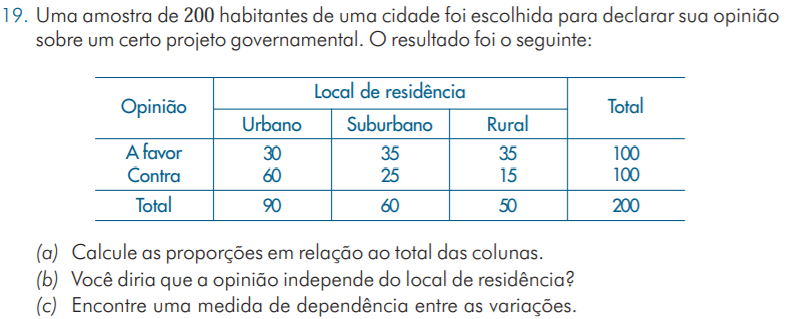 19. Uma amostra de 200 habitantes de uma cidade foi escolhida para declarar sua opinião
sobre um certo projeto governamental. O resultado foi o seguinte:
Opinião Local de residência Total
Urbano Suburbano Rural
A favor 30 35 35 100
Contra 60 25 15 100
Total 90 60 50 200
(a) Calcule as proporções em relação ao total das colunas.
(b) Você diria que a opinião independe do local de residência?
(c) Encontre uma medida de dependência entre as variações.